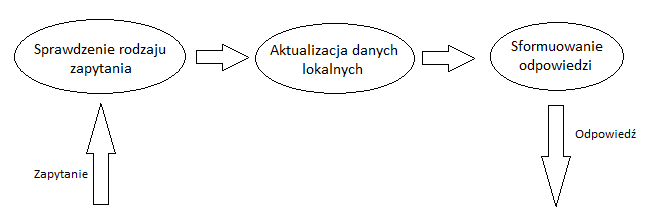 Sprawdzenie rodzaju
zapytania
Aktualizacja danych
lokalnych
Sformuowanie
odpowiedzi
Zapytanie
Odpowiedź